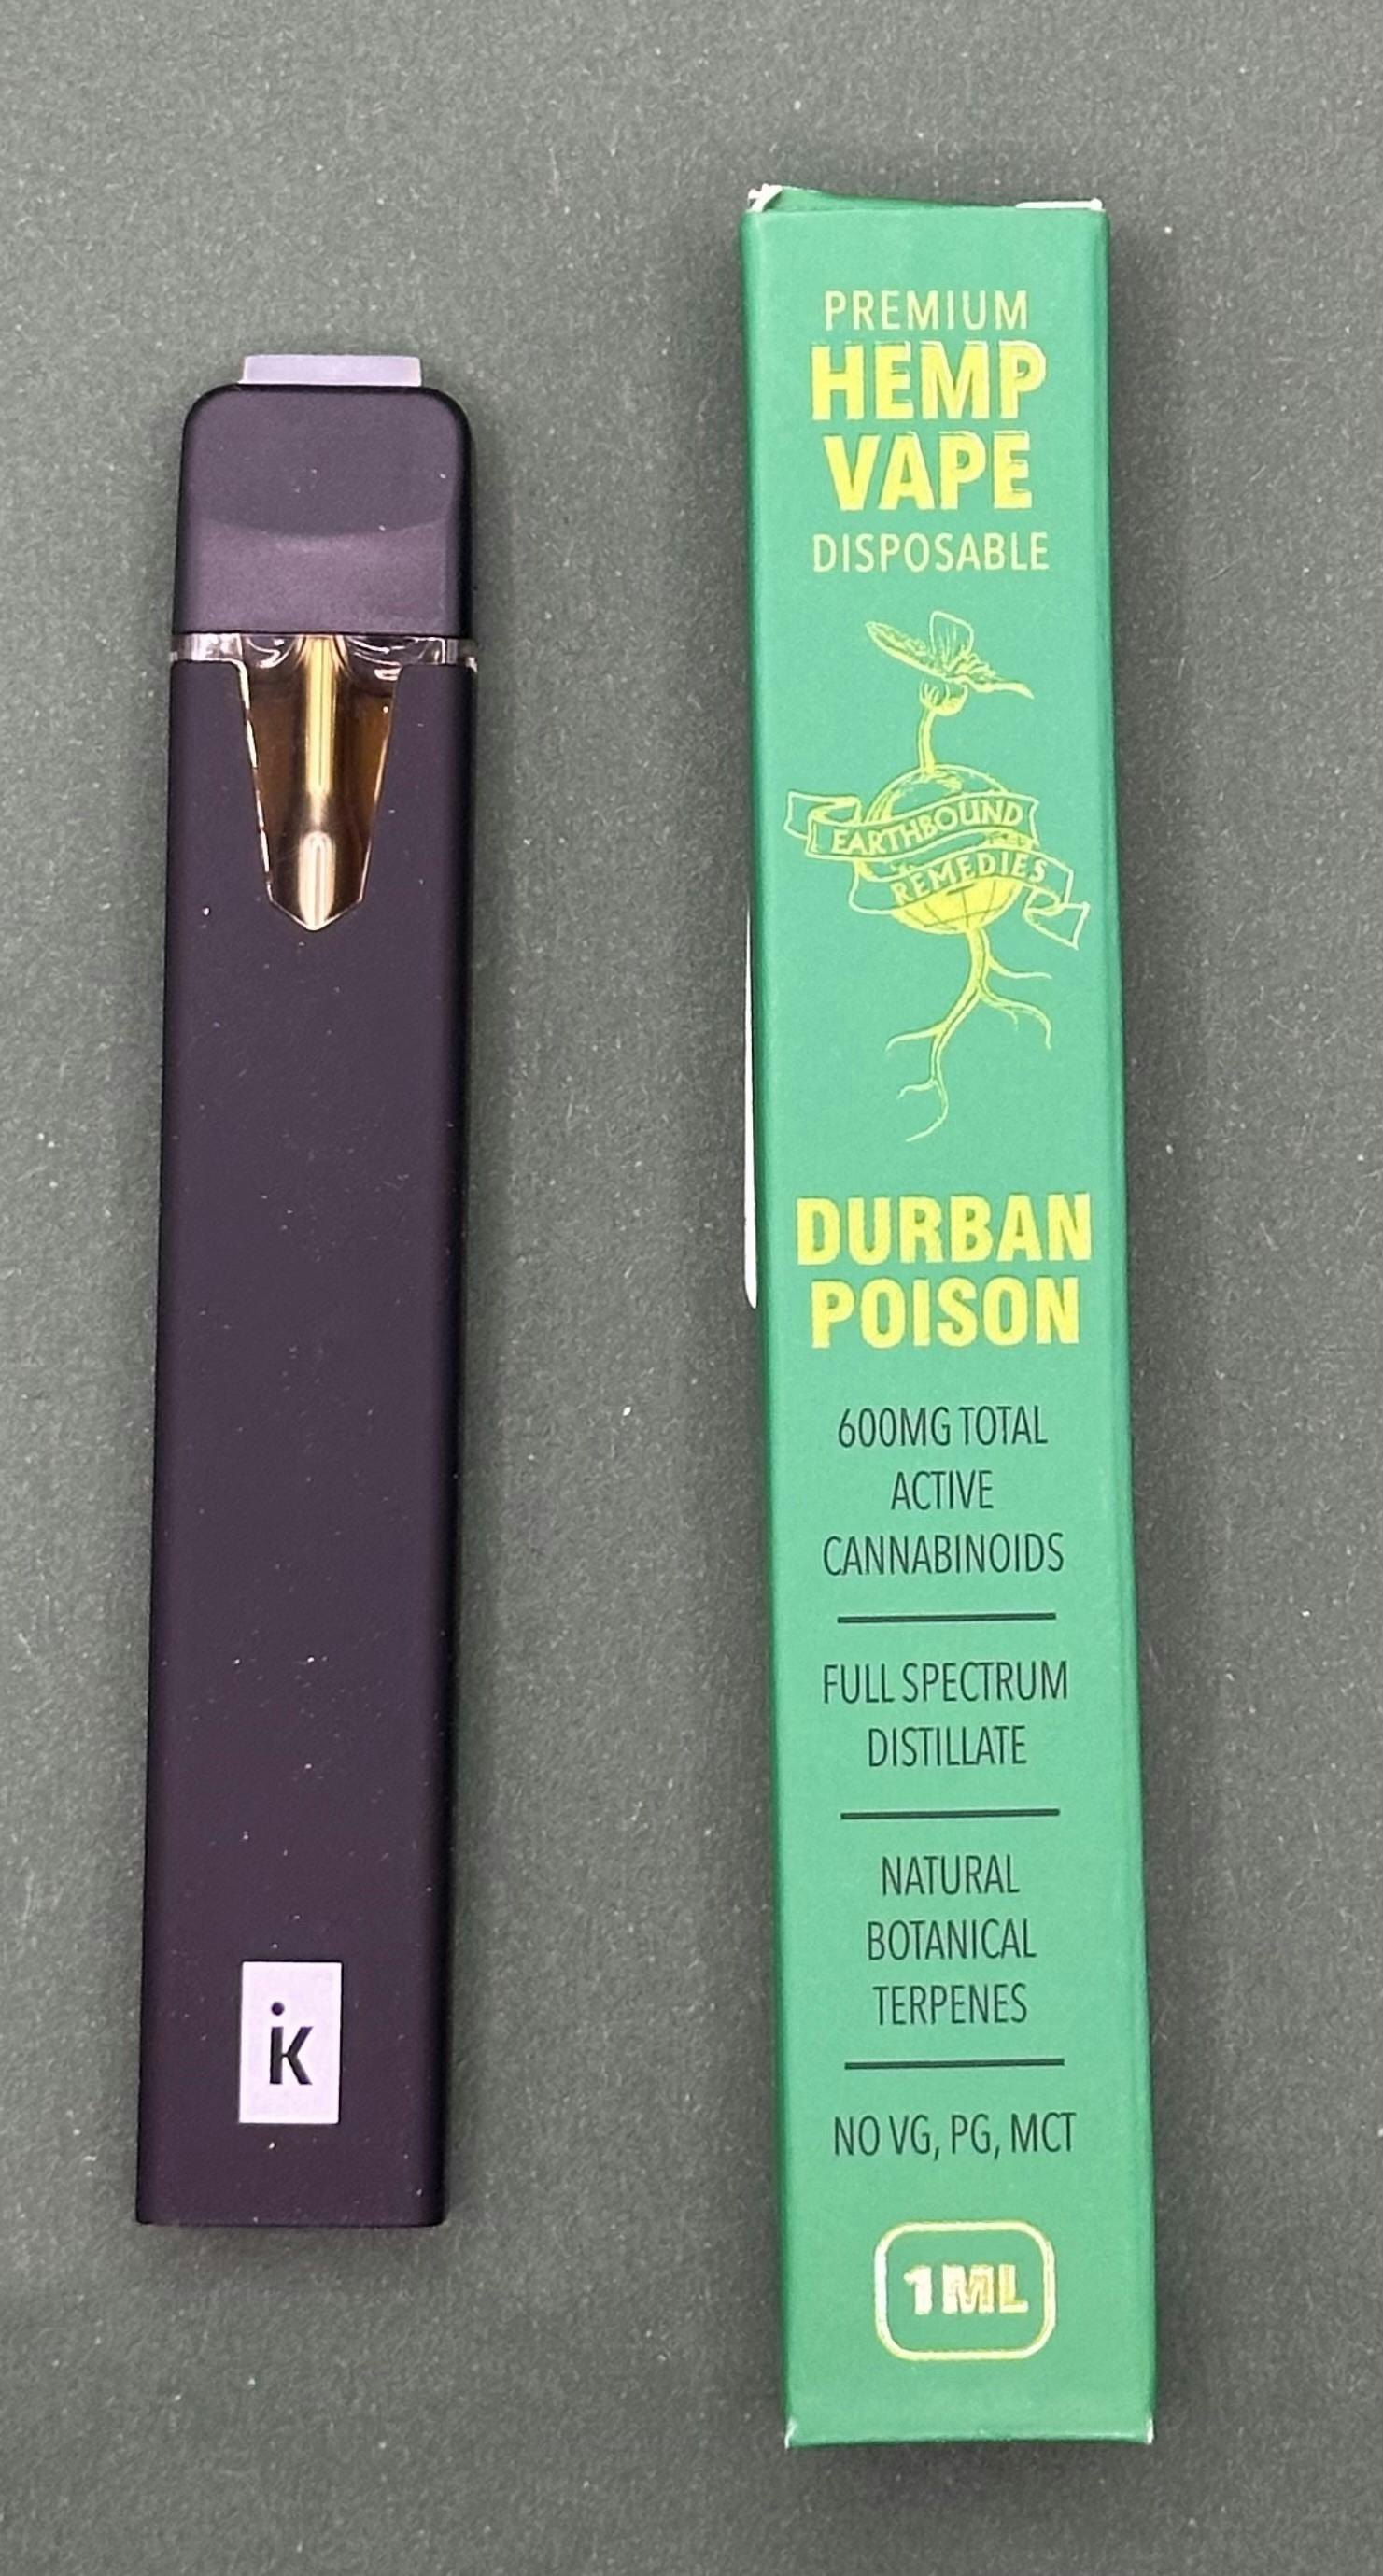 iK
PREMIUM
HEMP
VAPE
DISPOSABLE
EARTHBOUND
REMEDIES
DURBAN
POISON
600MG TOTAL
ACTIVE
CANNABINOIDS
FULL SPECTRUM
DISTILLATE
NATURAL
BOTANICAL
TERPENES
NO VG, PG, MCT
1ML